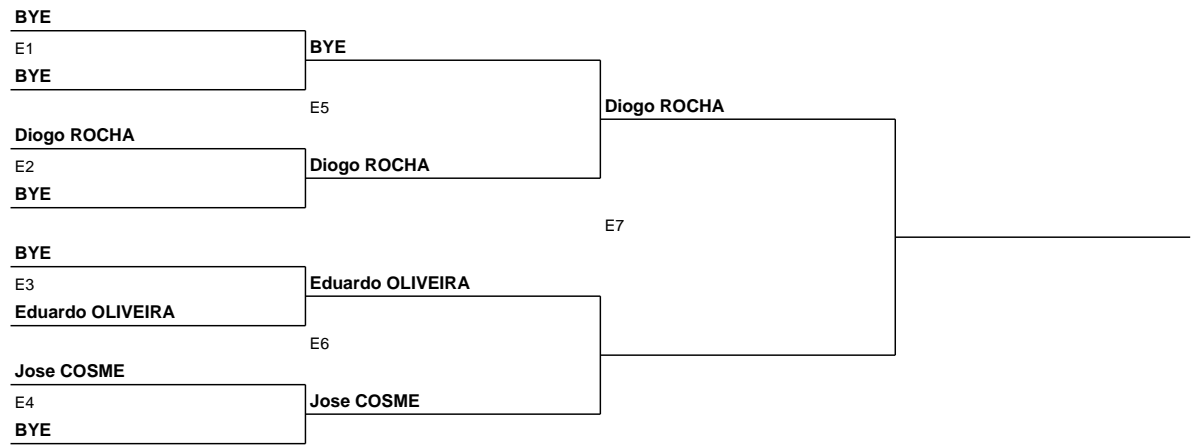 BYE
E1
BYE
BYE
E5
Diogo ROCHA
Diogo ROCHA
E2
Diogo ROCHA
BYE
E7
BYE
E3
Eduardo OLIVEIRA
Eduardo OLIVEIRA
E6
Jose COSME
E4
Jose COSME
BYE